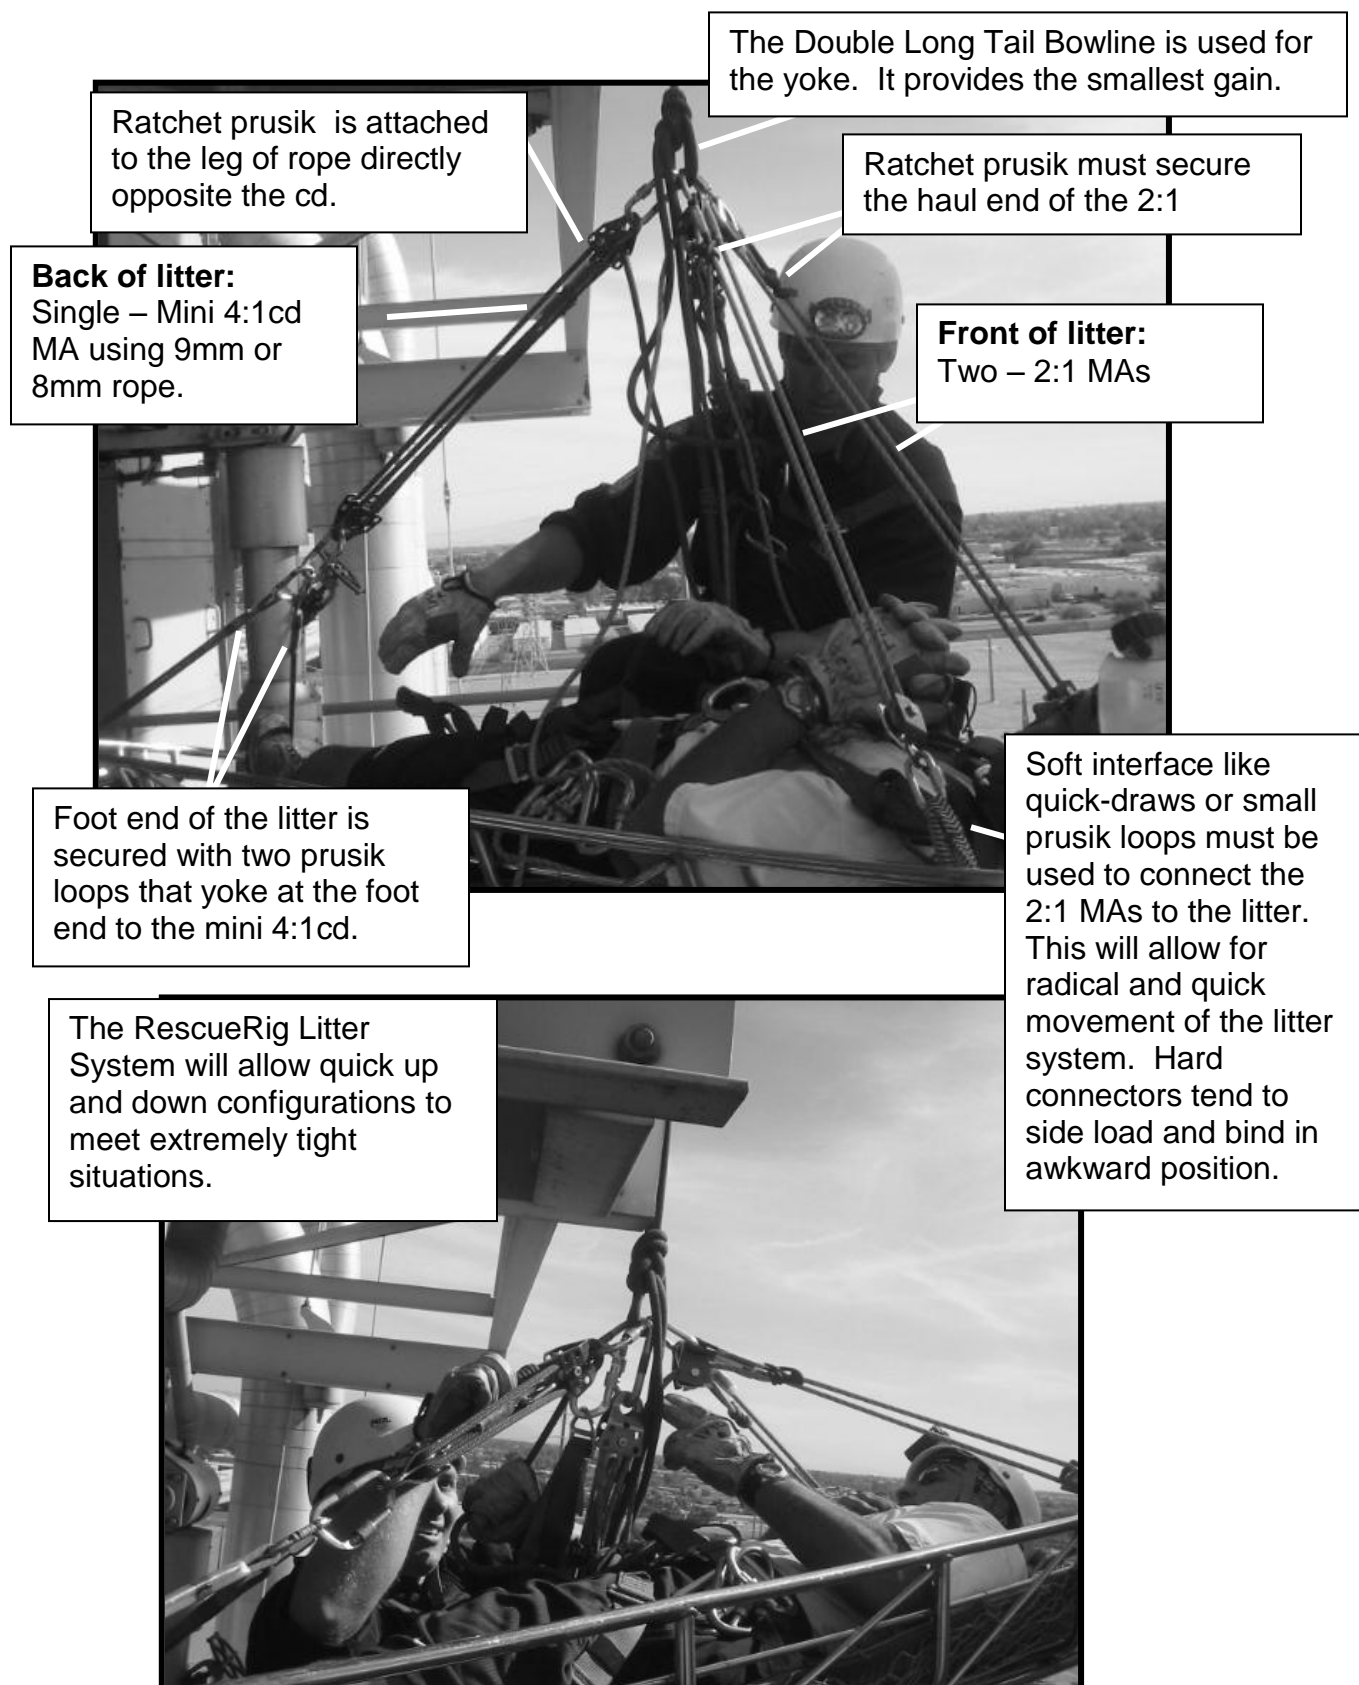 The Double Long Tail Bowline is used for
the yoke.  It provides the smallest gain.
Ratchet prusik  is attached
to the leg of rope directly
opposite the cd.
Ratchet prusik must secure
the haul end of the 2:1
Back of litter:
Single – Mini 4:1cd
MA using 9mm or
8mm rope.
Front of litter:
Two – 2:1 MAs
Foot end of the litter is
secured with two prusik
loops that yoke at the foot
end to the mini 4:1cd.
Soft interface like
quick-draws or small
prusik loops must be
used to connect the
2:1 MAs to the litter.
This will allow for
radical and quick
movement of the litter
system.  Hard
connectors tend to
side load and bind in
awkward position.
The RescueRig Litter
System will allow quick up
and down configurations to
meet extremely tight
situations.